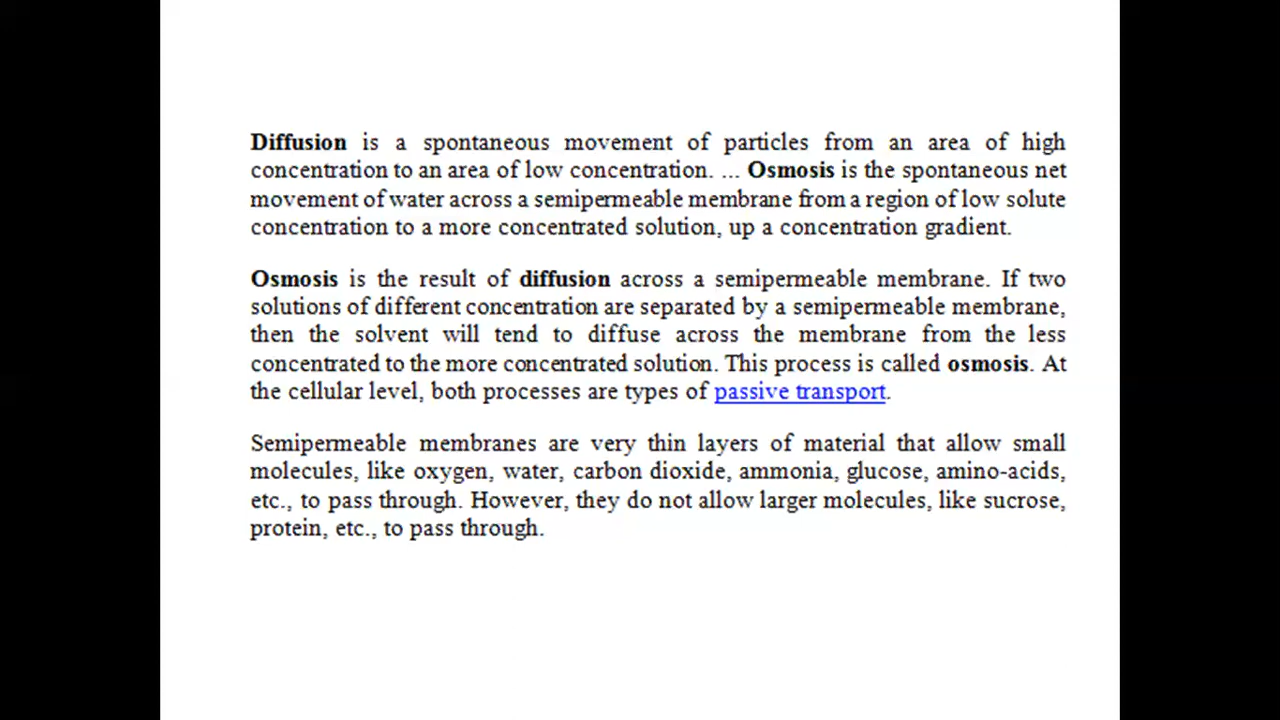 Diffusion is a spontaneous movement of particles from an area of high
concentration to an area of low concentration. ... Osmosis is the spontaneous net
movement of water across a semipermeable membrane from a region of low solute
concentration to a more concentrated solution, up a concentration gradient.
Osmosis is the result of diffusion across a semipermeable membrane. If two
solutions of different concentration are separated by a semipermeable membrane,
then the solvent will tend to diffuse across the membrane from the less
concentrated to the more concentrated solution. This process is called osmosis. At
the cellular level, both processes are types of passive transport.
Semipermeable membranes are very thin layers of material that allow small
molecules, like oxygen, water, carbon dioxide, ammonia, glucose, amino-acids,
etc., to pass through. However, they do not allow larger molecules, like sucrose,
protein, etc., to pass through.